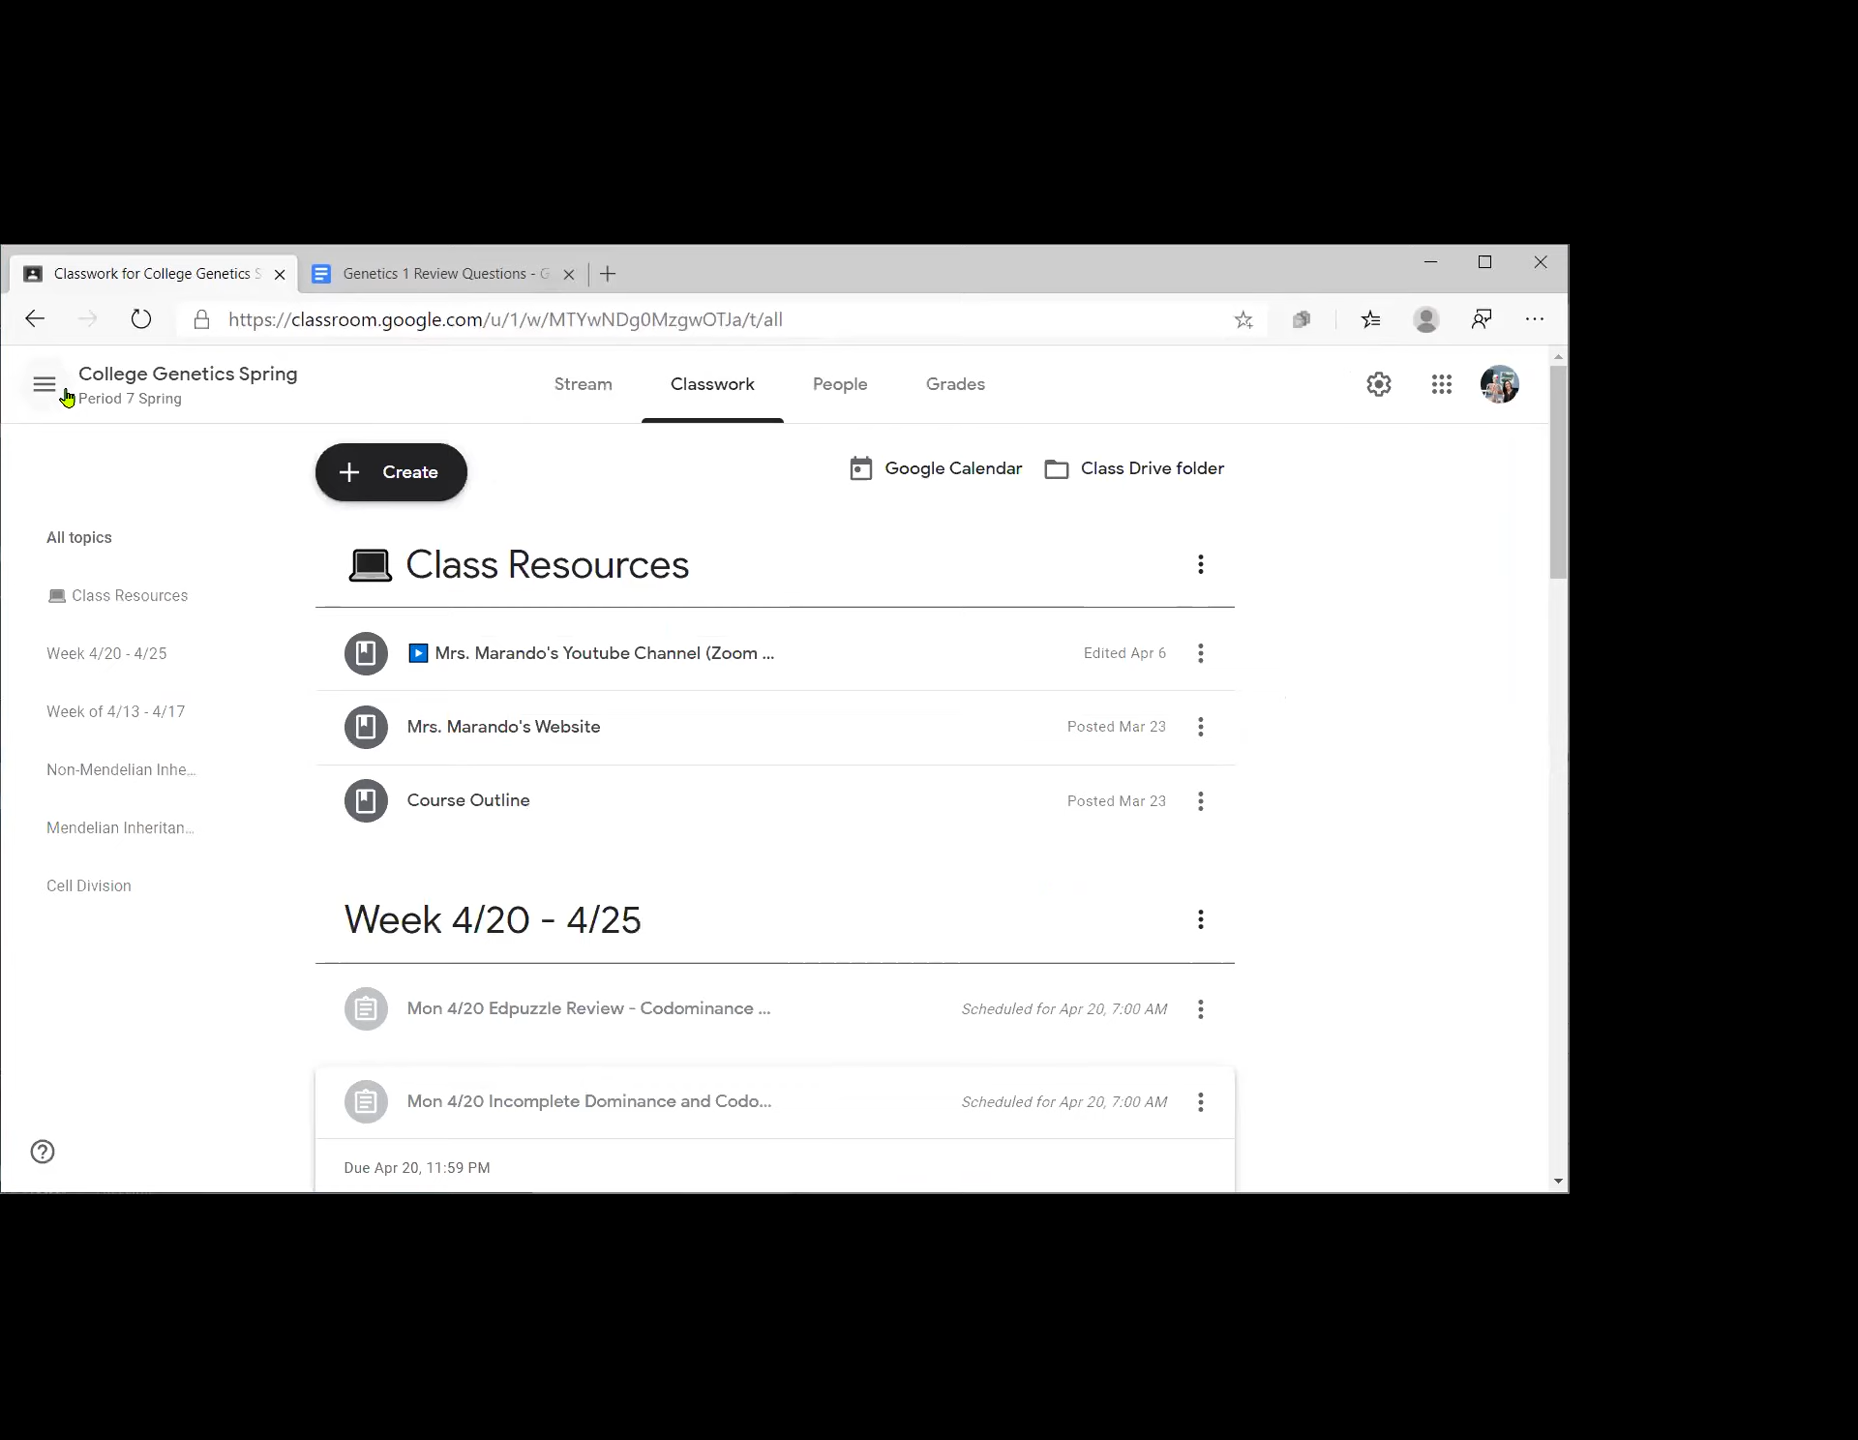 Classwork for College Genetics S
Genetics 1 Review Questions - G
https://classroom.google.com/u/1/w/MTYwNDg0MzgwOTJa/t/all
College Genetics Spring
Period 7 Spring
Stream
Classwork
People
Grades
Create
Google Calendar
Class Drive folder
All topics
Class Resources
Week 4/20 - 4/25
Week of 4/13 - 4/17
Non-Mendelian Inhe...
Mendelian Inheritan...
Cell Division
Class Resources
Mrs. Marando's Youtube Channel (Zoom ...
Edited Apr 6
Mrs. Marando's Website
Posted Mar 23
Course Outline
Posted Mar 23
Week 4/20 - 4/25
Mon 4/20 Edpuzzle Review - Codominance ...
Scheduled for Apr 20, 7:00 AM
Mon 4/20 Incomplete Dominance and Codo...
Scheduled for Apr 20, 7:00 AM
Due Apr 20, 11:59 PM